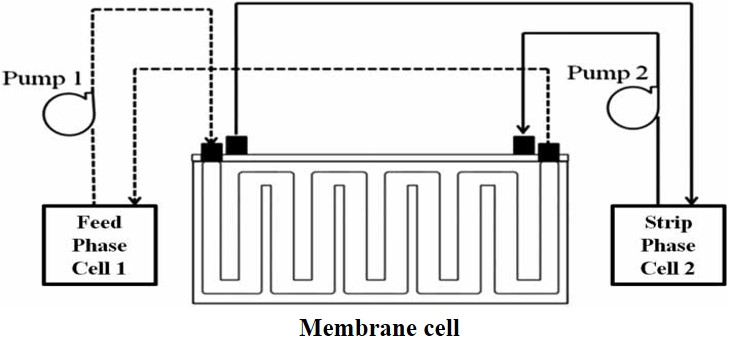 Pump 1
Pump 2
Feed
Phase
Cell 1
Strip
Phase
Cell 2
Membrane cell